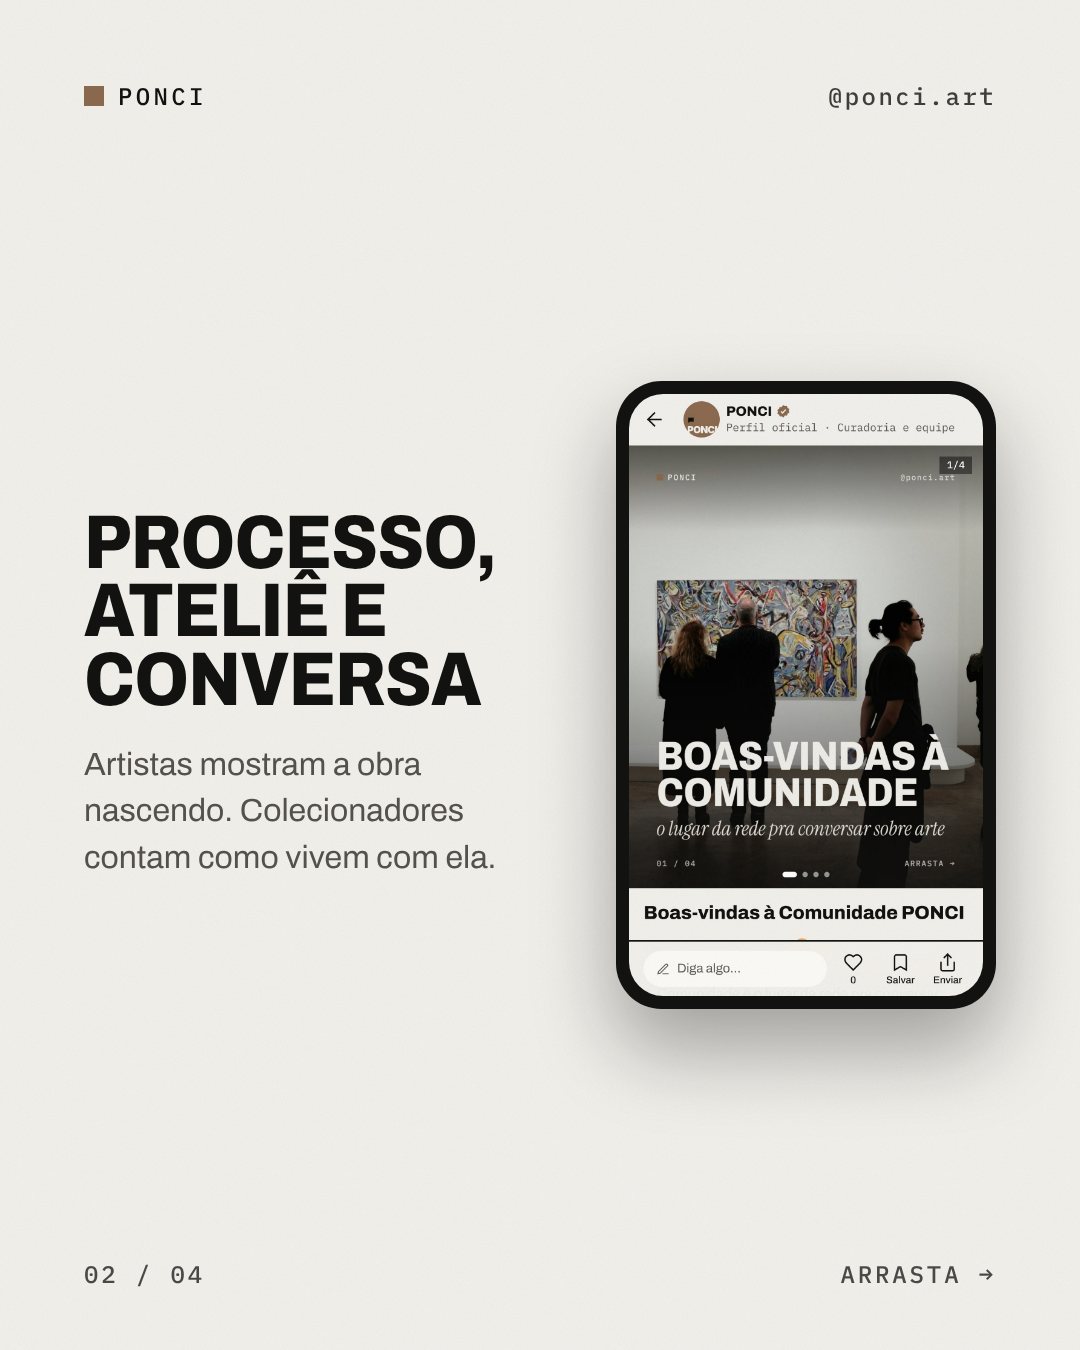 PONCI
@ponci.art
PROCESSO,
ATELIÊ E
CONVERSA
Artistas mostram a obra
nascendo. Colecionadores
contam como vivem com ela.
PONCI
PONCI
Perfil oficial · Curadoria e equipe
1/4
PONCI
@ponci.art
BOAS-VINDAS À
COMUNIDADE
o lugar da rede pra conversar sobre arte
01 / 04
ARRASTA →
Boas-vindas à Comunidade PONCI
Diga algo...
0
Salvar
Enviar
02 / 04
ARRASTA →